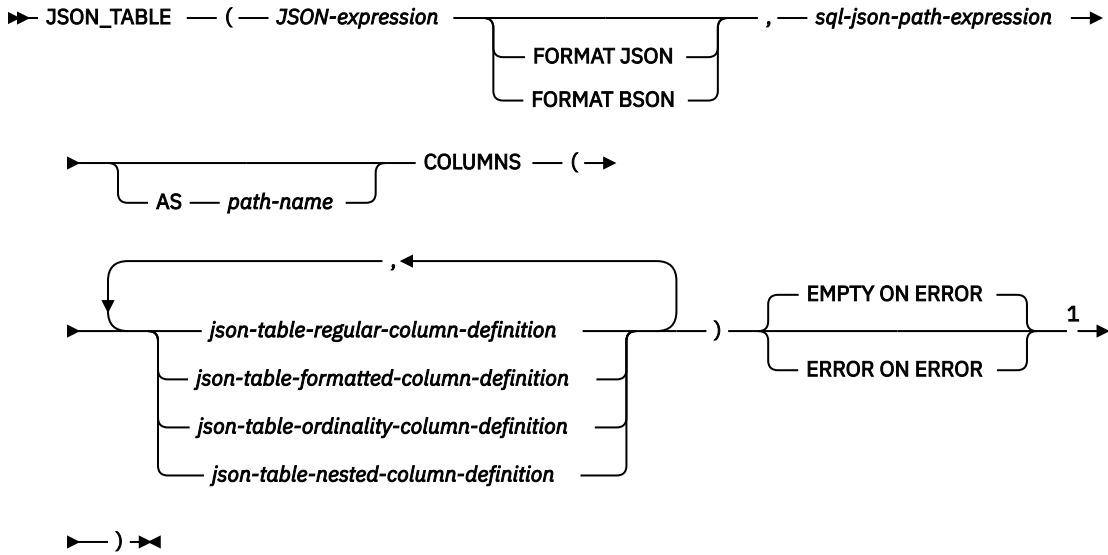 JSON_TABLE ( JSON-expression , sql-json-path-expression
FORMAT JSON
FORMAT BSON
COLUMNS (
AS path-name
,
EMPTY ON ERROR
json-table-regular-column-definition ) 1
ERROR ON ERROR
json-table-formatted-column-definition
json-table-ordinality-column-definition
json-table-nested-column-definition
)